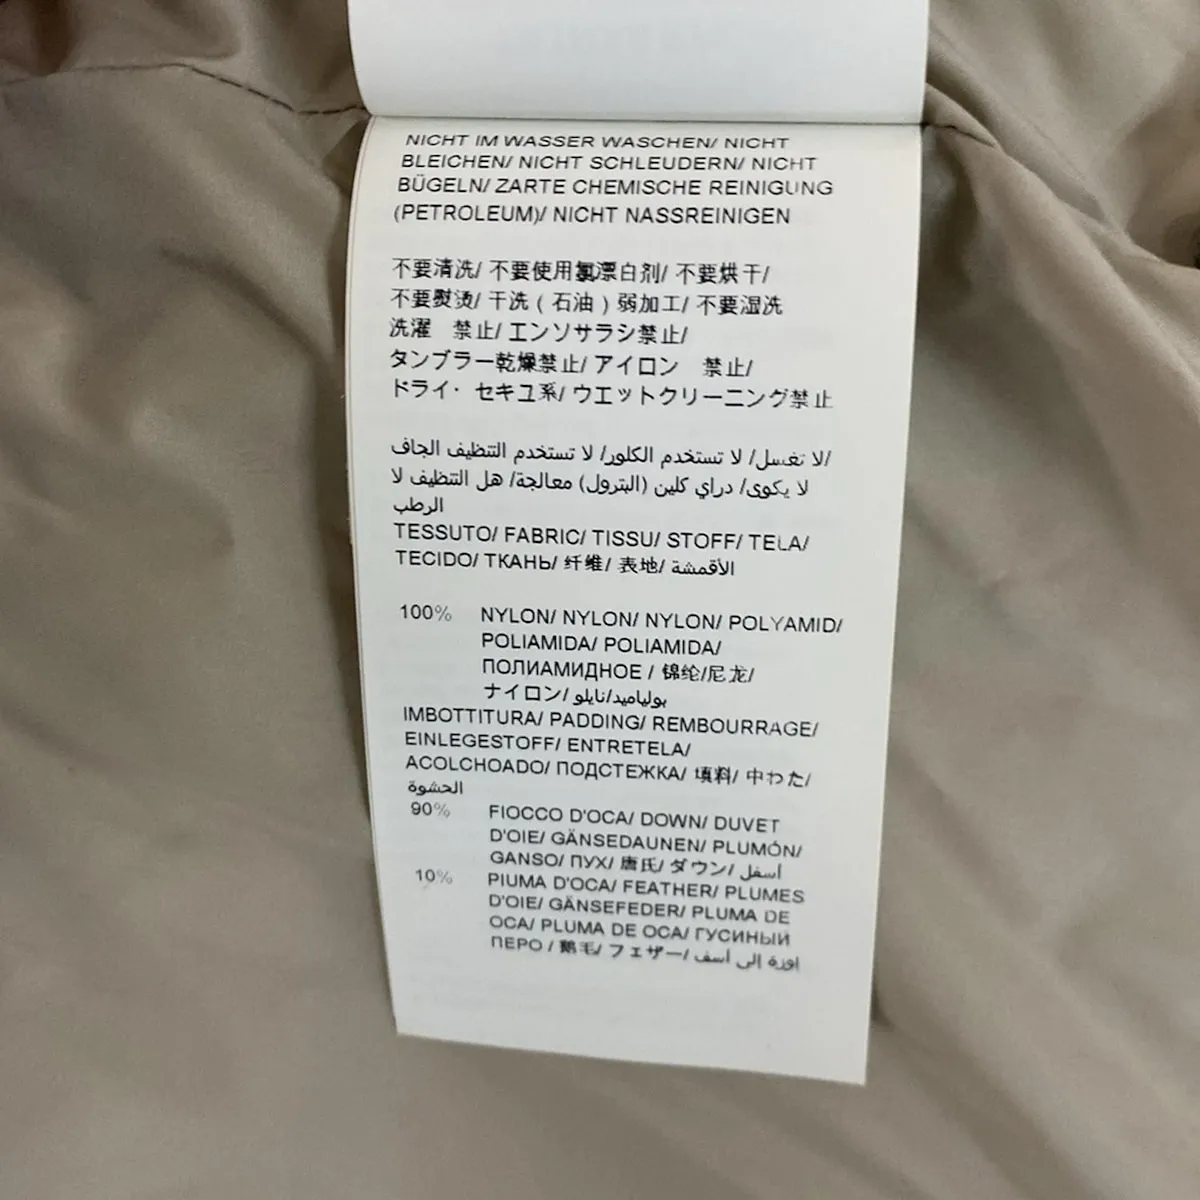 NICHT IM WASSER WASCHEN/ NICHT
BLEICHEN/ NICHT SCHLEUDERN/ NICHT
BÜGELN/ ZARTE CHEMISCHE REINIGUNG
(PETROLEUM)/ NICHT NASSREINIGEN
不要清洗/ 不要使用氯漂白剂/ 不要烘干/
不要熨烫/ 干洗 ( 石油 ) 弱加工/ 不要湿洗
洗濯　禁止/ エンソサラシ禁止/
タンブラー乾燥禁止/ アイロン　禁止/
ドライ・ セキユ系/ ウエットクリーニング禁止
لا تغسل/ لا تستخدم الكلور/ لا تستخدم التنظيف الجاف/
لا يكوى/ دراي كلين (البترول) معالجة/ هل التنظيف لا
الرطب
TESSUTO/ FABRIC/ TISSU/ STOFF/ TELA/
TECIDO/ ТКАНЬ/ 纤维/ 表地/ الأقمشة
100% NYLON/ NYLON/ NYLON/ POLYAMID/
POLIAMIDA/ POLIAMIDA/
ПОЛИАМИДНОЕ / 锦纶/尼龙/
ナイロン/ بولياميد/نايلو
IMBOTTITURA/ PADDING/ REMBOURRAGE/
EINLEGESTOFF/ ENTRETELA/
ACOLCHOADO/ ПОДСТЕЖКА/ 填料/ 中わた/
الحشوة
90% FIOCCO D'OCA/ DOWN/ DUVET
D'OIE/ GÄNSEDAUNEN/ PLUMÓN/
GANSO/ ПУХ/ 唐氏/ ダウン/ أسفل
10% PIUMA D'OCA/ FEATHER/ PLUMES
D'OIE/ GÄNSEFEDER/ PLUMA DE
OCA/ PLUMA DE OCA/ ГУСИНЫЙ
ПЕРО / 鹅毛/ フェザー/ اوزة إلى أسف